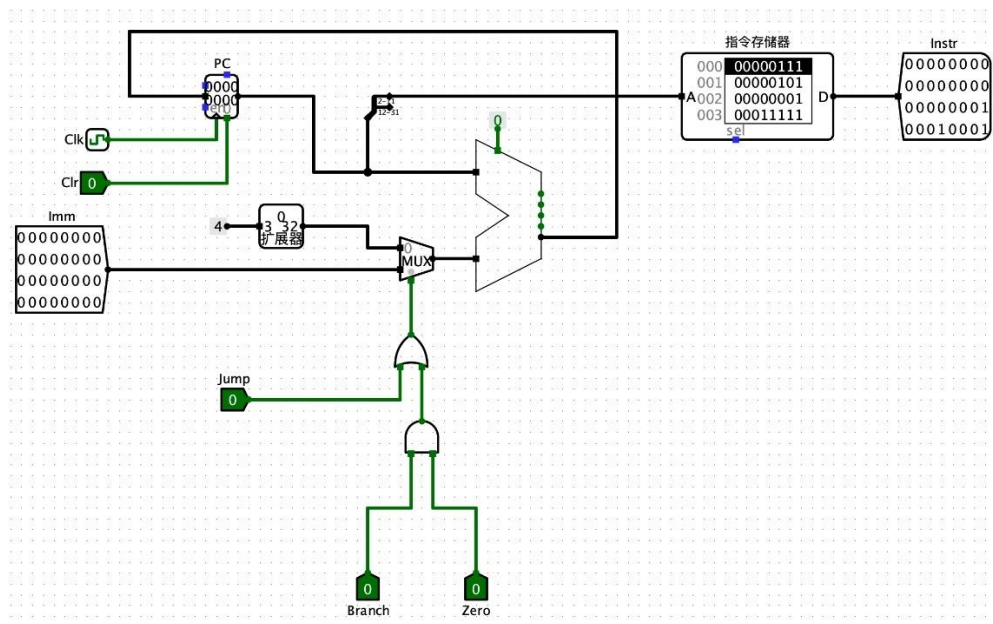 指令存储器
Instr
PC
000 00000111
001 00000101
002 00000001
003 00011111
A
D
sel
00000000
00000000
00000001
00010001
0000
0000
12-31
0
Clk
Clr
0
Imm
00000000
00000000
00000000
00000000
4
0
3 32
扩展器
0
MUX
Jump
0
0
0
Branch
Zero